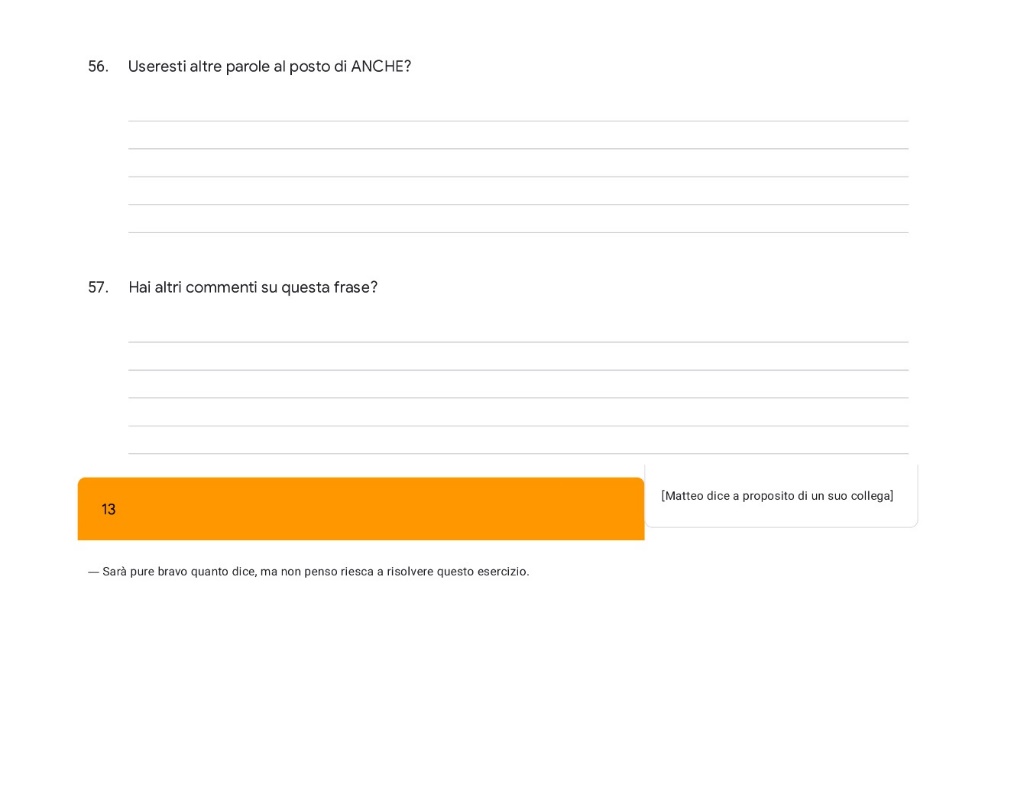 56. Useresti altre parole al posto di ANCHE?
57. Hai altri commenti su questa frase?
13
[Matteo dice a proposito di un suo collega]
— Sarà pure bravo quanto dice, ma non penso riesca a risolvere questo esercizio.